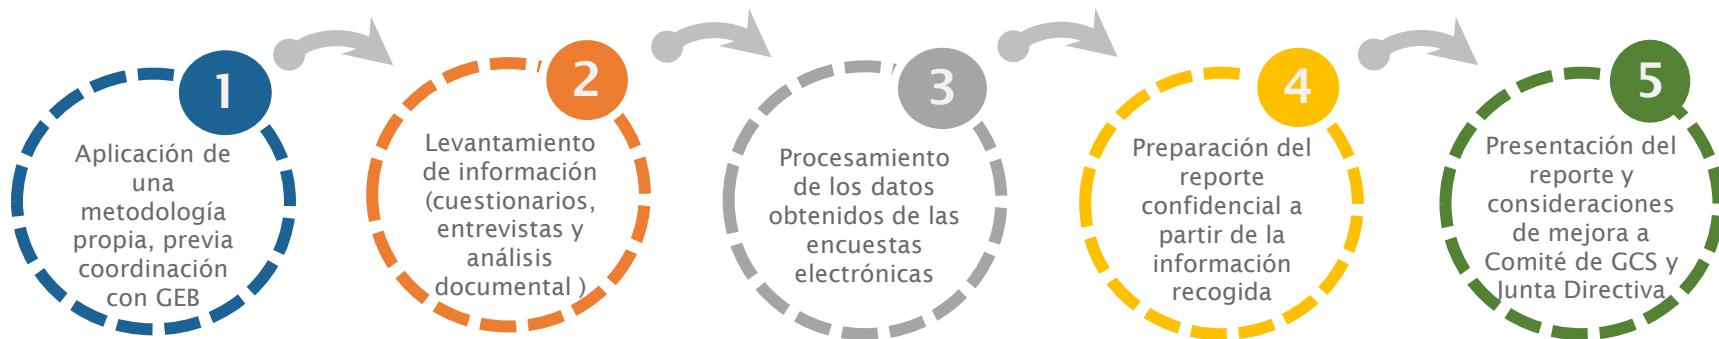 1
Aplicación de
una
metodología
propia, previa
coordinación
con GEB
2
Levantamiento
de información
(cuestionarios,
entrevistas y
análisis
documental )
3
Procesamiento
de los datos
obtenidos de las
encuestas
electrónicas
4
Preparación del
reporte
confidencial a
partir de la
información
recogida
5
Presentación del
reporte y
consideraciones
de mejora a
Comité de GCS y
Junta Directiva